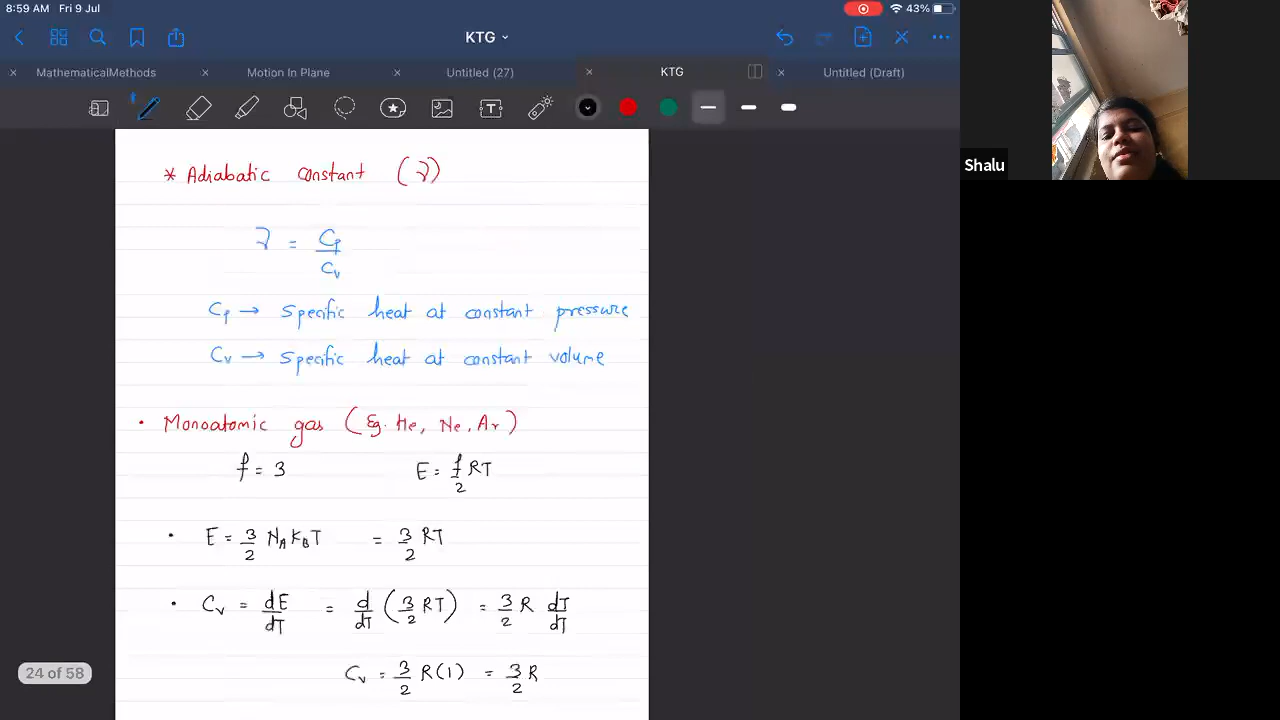 8:59 AM Fri 9 Jul
43%
KTG
MathematicalMethods
Motion In Plane
Untitled (27)
KTG
Untitled (Draft)
* Adiabatic constant (γ)
γ = Cp/Cv
Cp → specific heat at constant pressure
Cv → specific heat at constant volume
• Monoatomic gas (Eg. He, Ne, Ar)
f = 3 E = f/2 RT
• E = 3/2 NA KB T = 3/2 RT
• Cv = dE/dT = d/dT (3/2 RT) = 3/2 R dT/dT
Cv = 3/2 R(1) = 3/2 R
24 of 58
Shalu